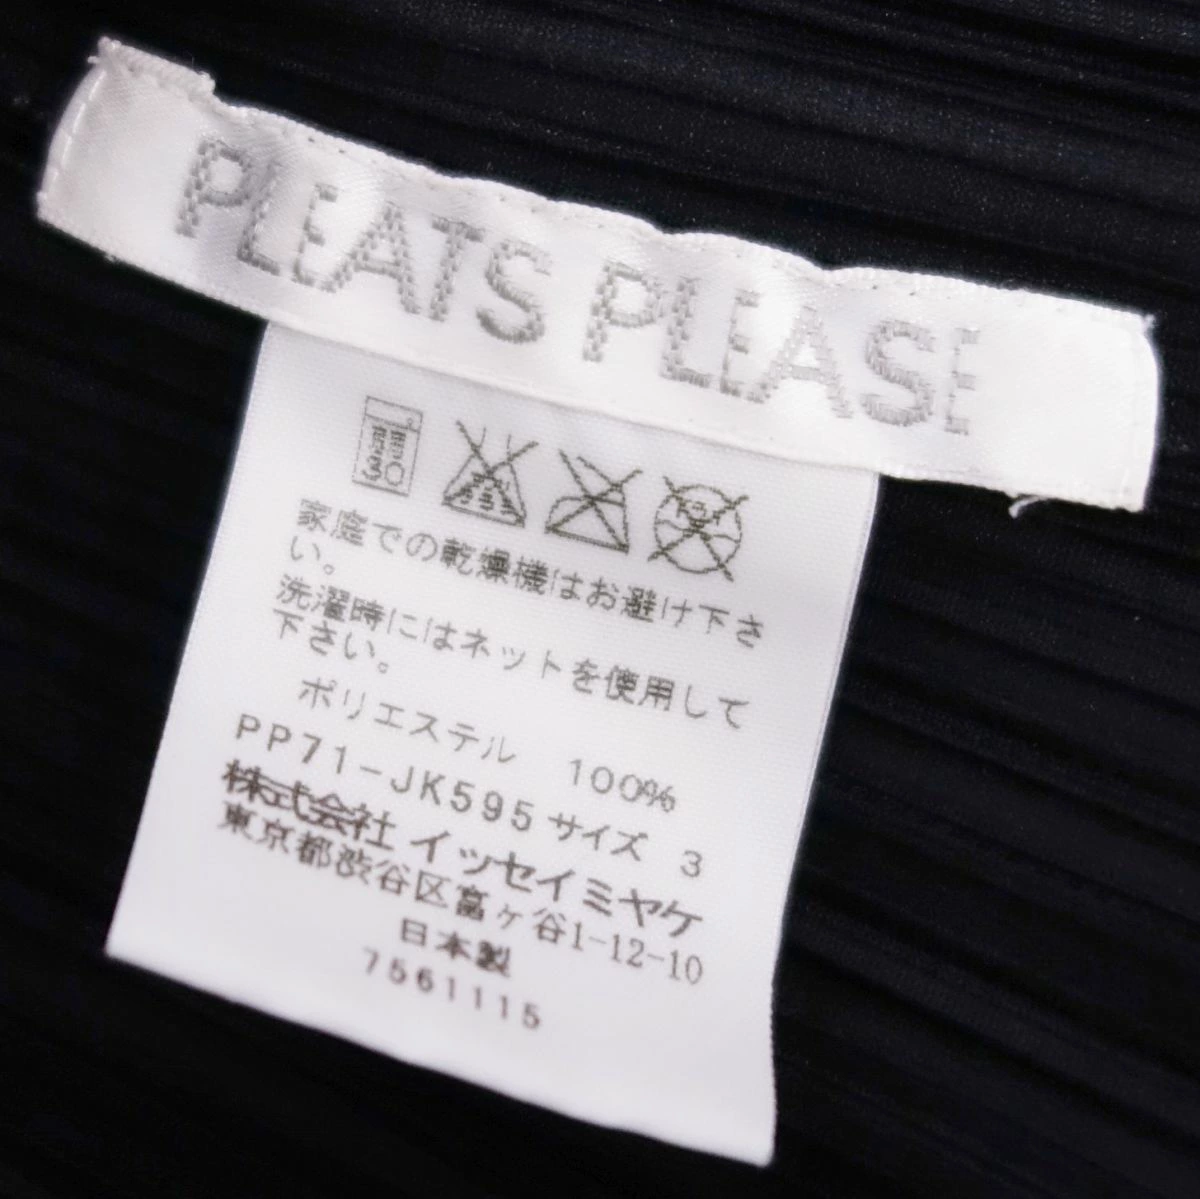 PLEATS PLEASE
30
家庭での乾燥機はお避け下さ
い。
洗濯時にはネットを使用して
下さい。
ポリエステル 100%
PP71-JK595 サイズ 3
株式会社 イッセイミヤケ
東京都渋谷区富ヶ谷1-12-10
日本製
7561115